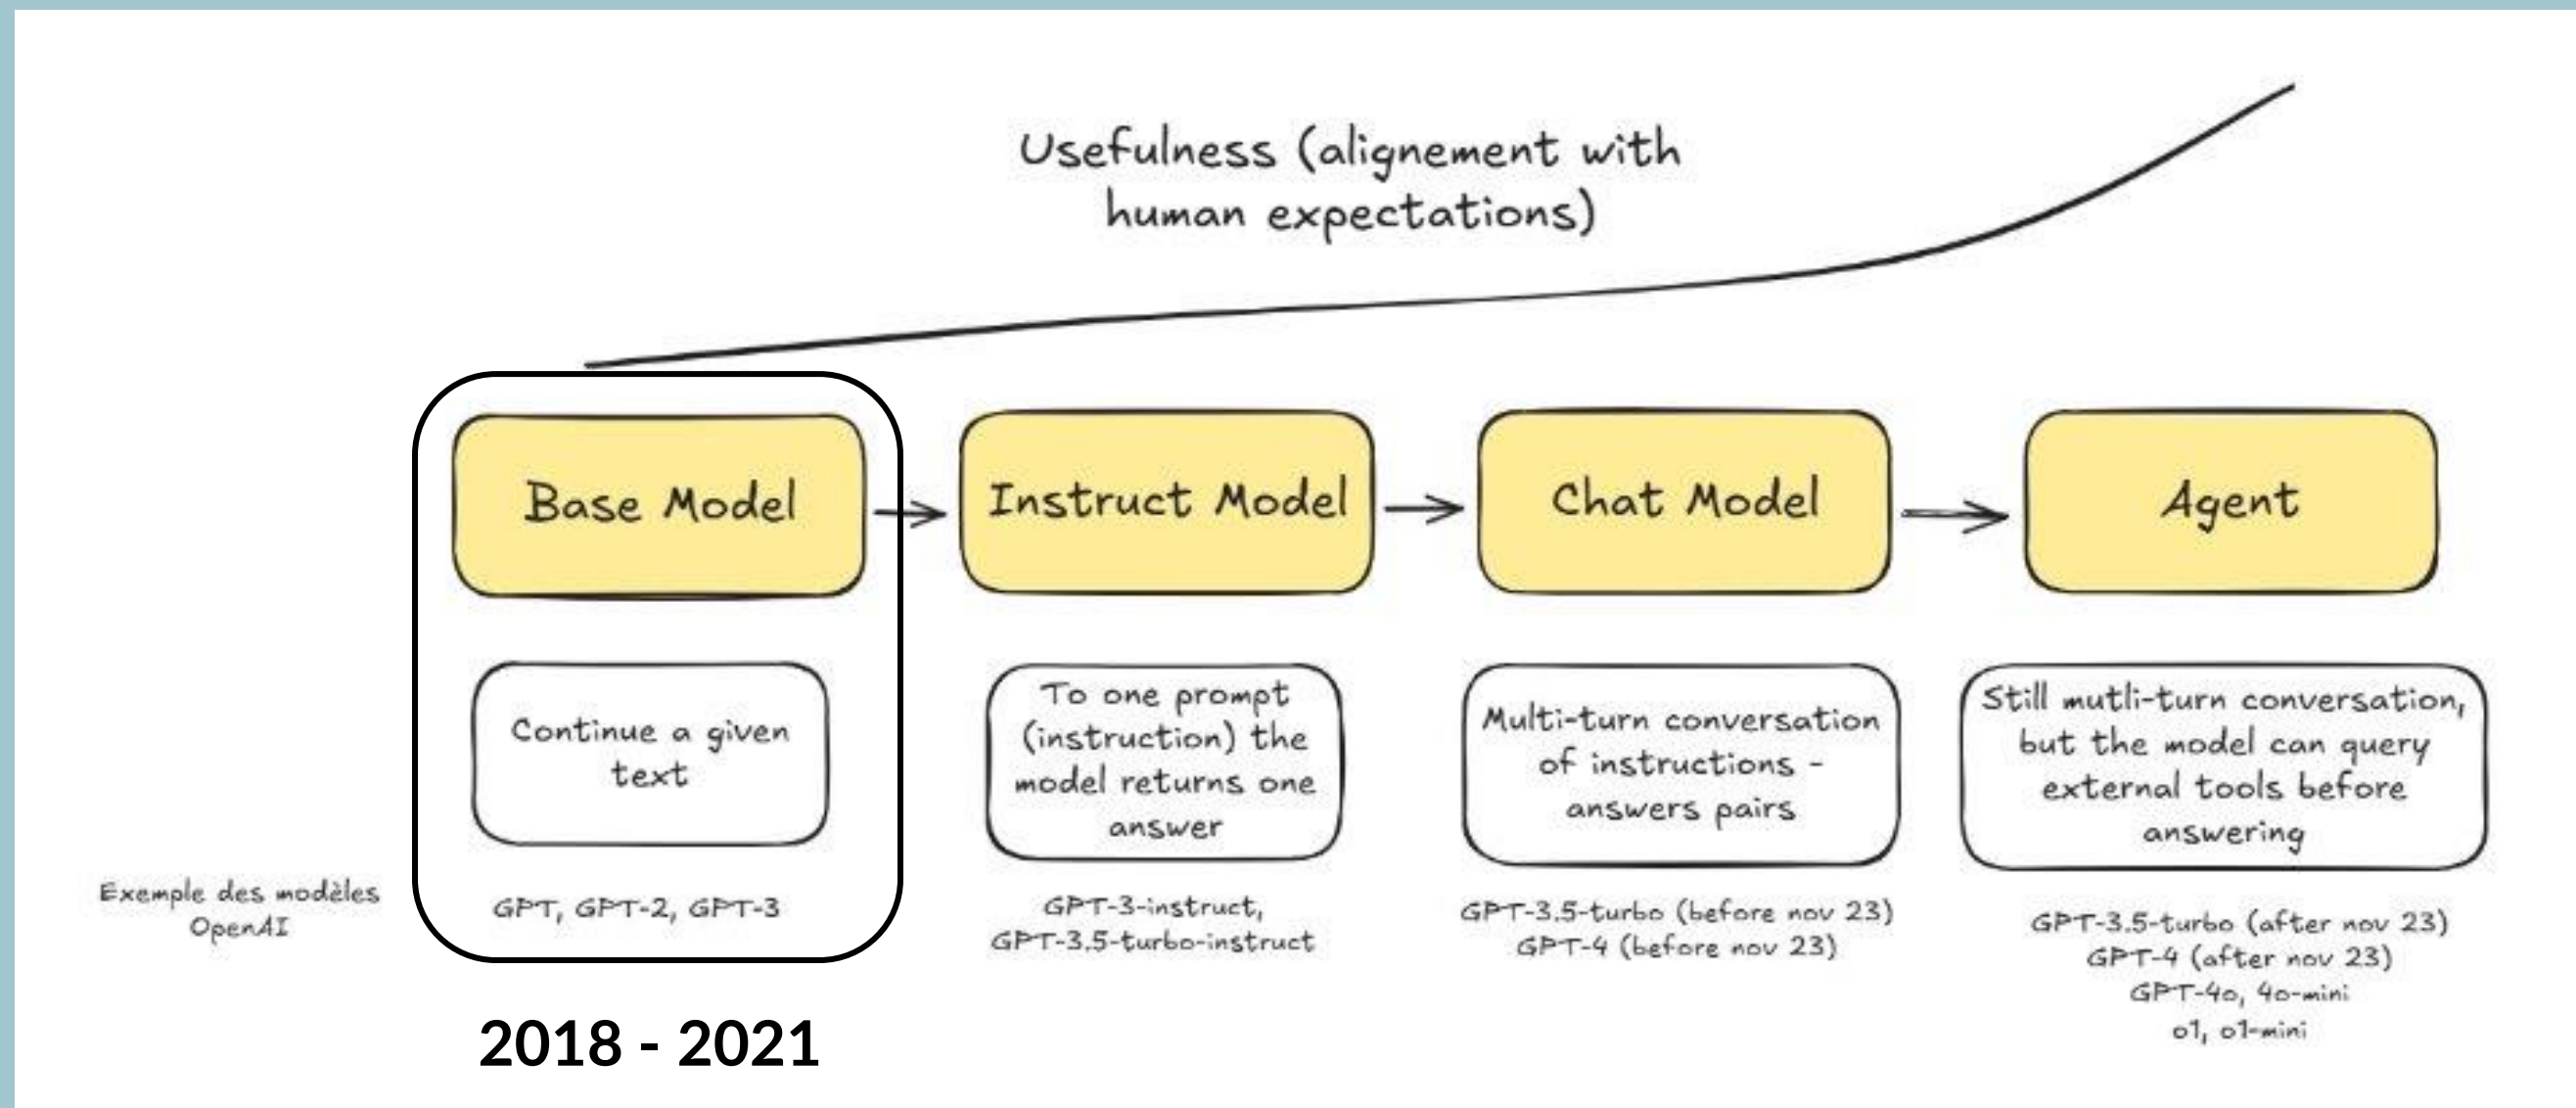 Usefulness (alignement with
human expectations)
Base Model
Instruct Model
Chat Model
Agent
Continue a given
text
To one prompt
(instruction) the
model returns one
answer
Multi-turn conversation
of instructions -
answers pairs
Still mutli-turn conversation,
but the model can query
external tools before
answering
Exemple des modèles
OpenAI
GPT, GPT-2, GPT-3
GPT-3-instruct,
GPT-3.5-turbo-instruct
GPT-3.5-turbo (before nov 23)
GPT-4 (before nov 23)
GPT-3.5-turbo (after nov 23)
GPT-4 (after nov 23)
GPT-4o, 4o-mini
o1, o1-mini
2018 - 2021